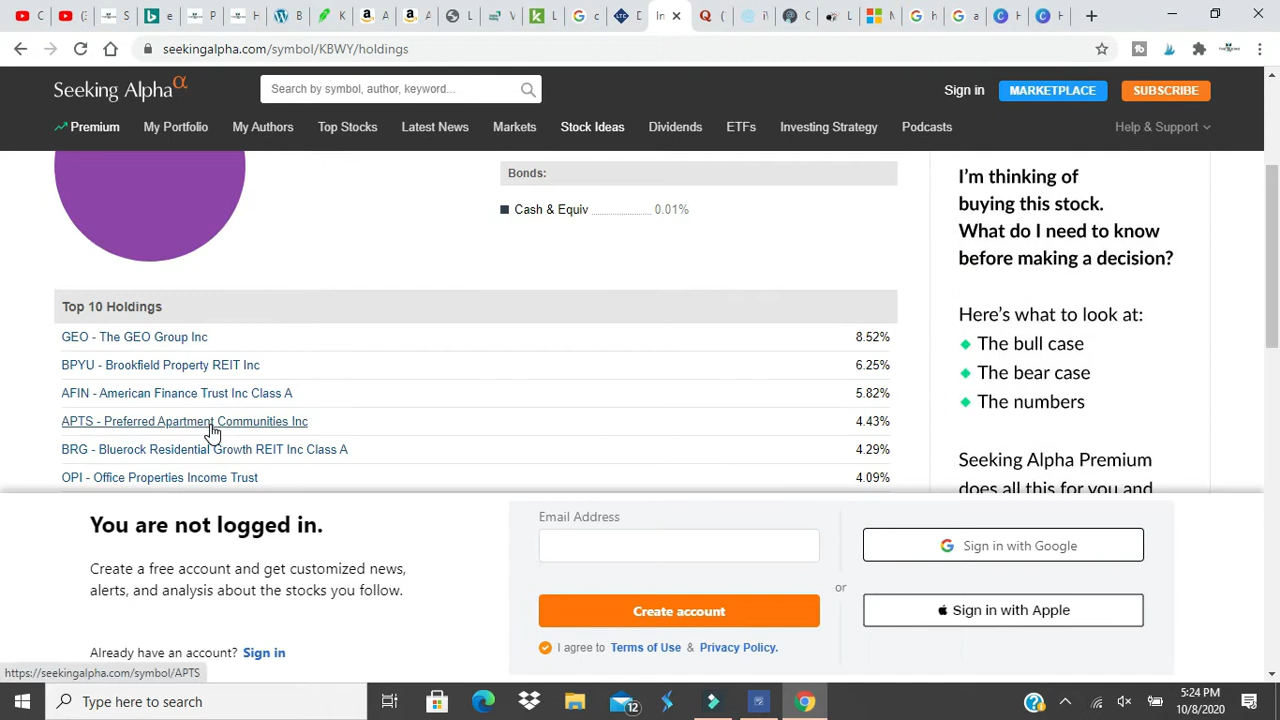 In
seekingalpha.com/symbol/KBWY/holdings
Seeking Alpha α
Search by symbol, author, keyword...
Sign in
MARKETPLACE
SUBSCRIBE
Premium
My Portfolio
My Authors
Top Stocks
Latest News
Markets
Stock Ideas
Dividends
ETFs
Investing Strategy
Podcasts
Help & Support
Bonds:
Cash & Equiv 0.01%
I'm thinking of
buying this stock.
What do I need to know
before making a decision?
Here's what to look at:
The bull case
The bear case
The numbers
Seeking Alpha Premium
does all this for you and
Top 10 Holdings
GEO - The GEO Group Inc 8.52%
BPYU - Brookfield Property REIT Inc 6.25%
AFIN - American Finance Trust Inc Class A 5.82%
APTS - Preferred Apartment Communities Inc 4.43%
BRG - Bluerock Residential Growth REIT Inc Class A 4.29%
OPI - Office Properties Income Trust 4.09%
You are not logged in.
Create a free account and get customized news,
alerts, and analysis about the stocks you follow.
Already have an account? Sign in
Email Address
Create account
I agree to Terms of Use & Privacy Policy.
or
Sign in with Google
Sign in with Apple
https://seekingalpha.com/symbol/APTS
Type here to search
12
5:24 PM
10/8/2020